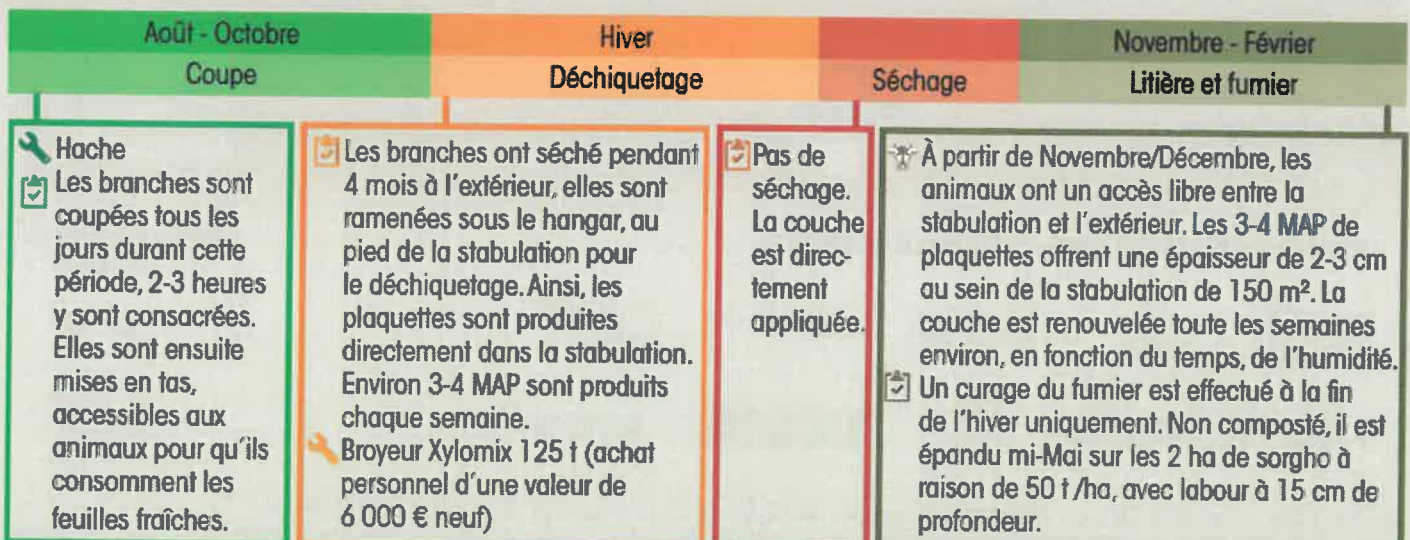 Août - Octobre
Hiver
Novembre - Février
Coupe
Déchiquetage
Séchage
Litière et fumier
Hache
Les branches sont
coupées tous les
jours durant cette
période, 2-3 heures
y sont consacrées.
Elles sont ensuite
mises en tas,
accessibles aux
animaux pour qu'ils
consomment les
feuilles fraîches.
Les branches ont séché pendant
4 mois à l'extérieur, elles sont
ramenées sous le hangar, au
pied de la stabulation pour
le déchiquetage. Ainsi, les
plaquettes sont produites
directement dans la stabulation.
Environ 3-4 MAP sont produits
chaque semaine.
Broyeur Xylomix 125 t (achat
personnel d'une valeur de
6 000 € neuf)
Pas de
séchage.
La couche
est direc-
tement
appliquée.
À partir de Novembre/Décembre, les
animaux ont un accès libre entre la
stabulation et l'extérieur. Les 3-4 MAP de
plaquettes offrent une épaisseur de 2-3 cm
au sein de la stabulation de 150 m². La
couche est renouvelée toute les semaines
environ, en fonction du temps, de l'humidité.
Un curage du fumier est effectué à la fin
de l'hiver uniquement. Non composté, il est
épandu mi-Mai sur les 2 ha de sorgho à
raison de 50 t /ha, avec labour à 15 cm de
profondeur.